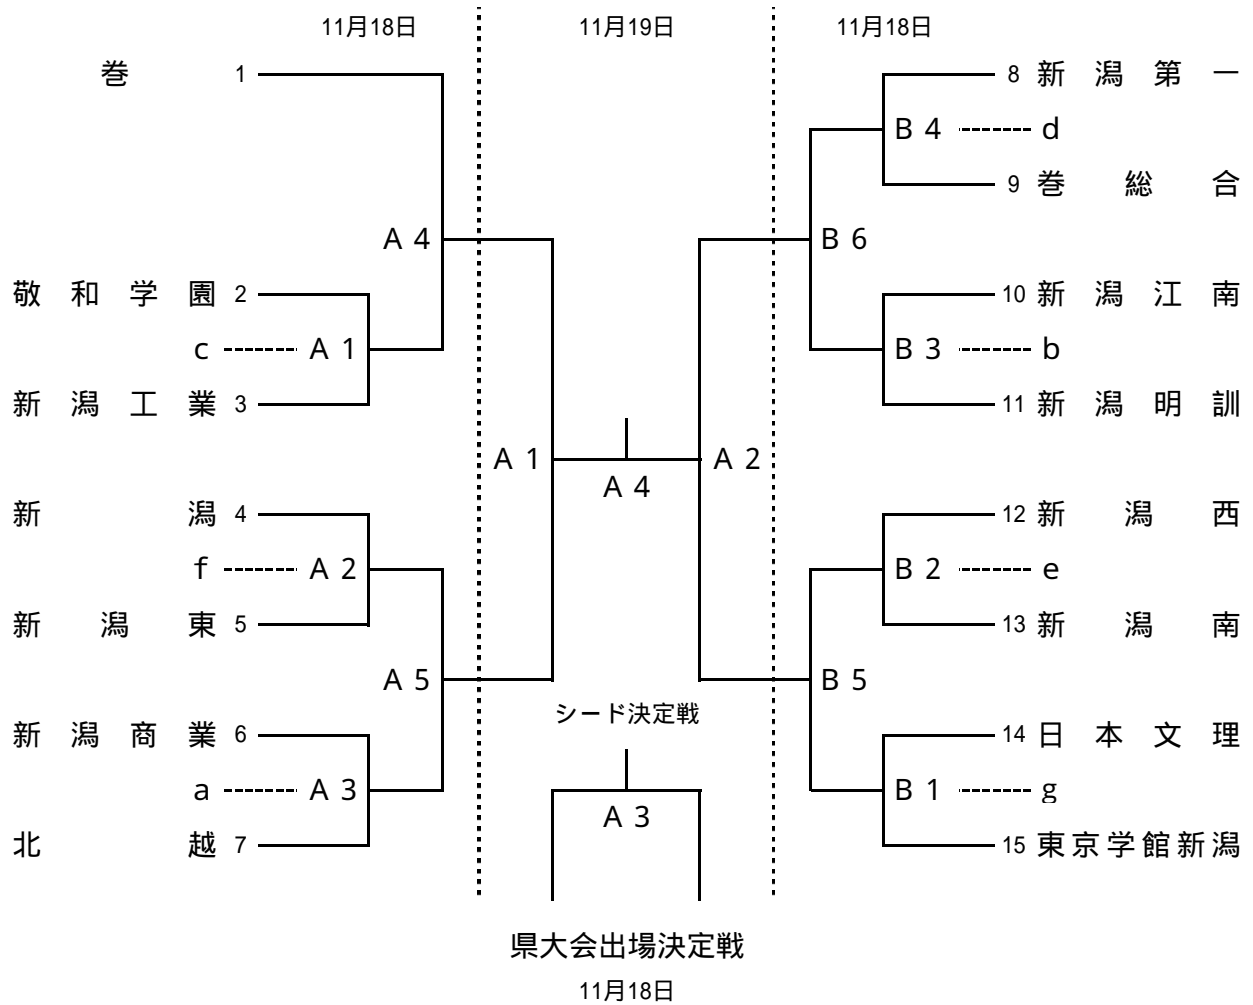 11月18日 11月19日 11月18日
巻 1 8 新潟第一
B 4 d
9 巻総合
A 4 B 6
敬和学園 2 10 新潟江南
c A 1 B 3 b
新潟工業 3 11 新潟明訓
A 1 A 2
A 4
新潟 4 12 新潟西
f A 2 B 2 e
新潟東 5 13 新潟南
A 5 B 5
シード決定戦
新潟商業 6 14 日本文理
a A 3 B 1 g
A 3
北越 7 15 東京学館新潟
県大会出場決定戦
11月18日